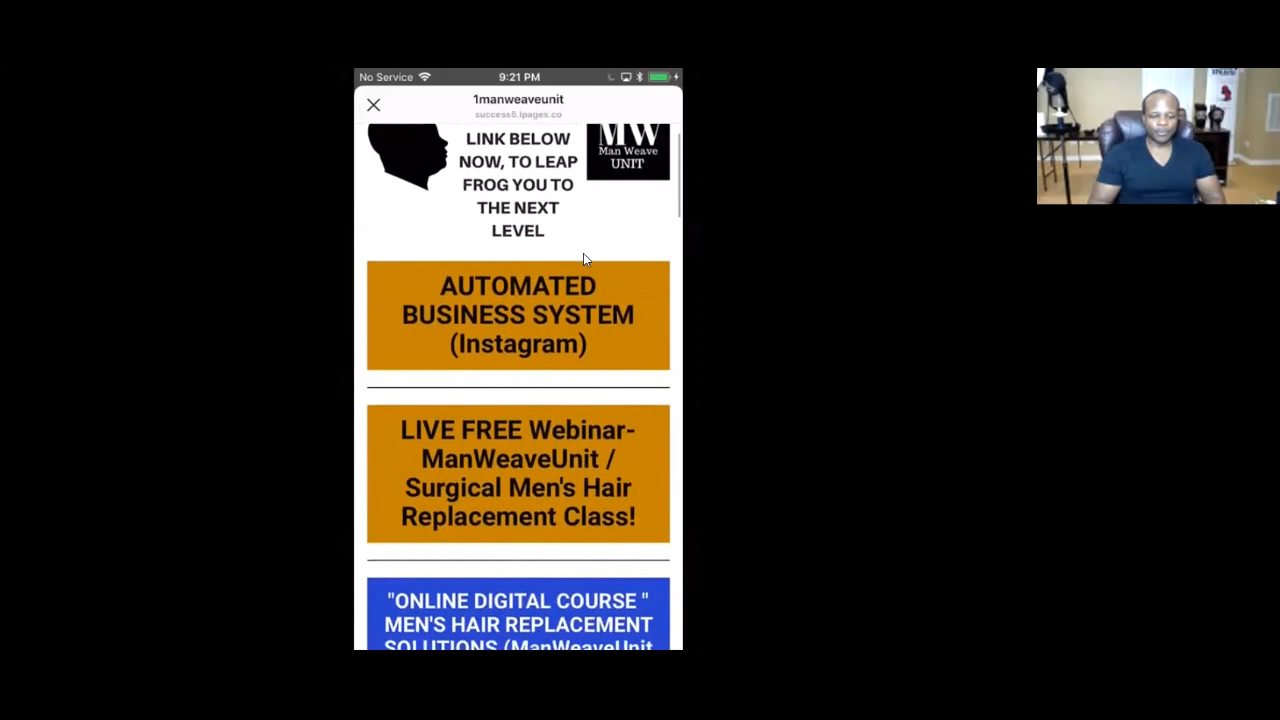 No Service
9:21 PM
1manweaveunit
success5.lpages.co
LINK BELOW
NOW, TO LEAP
FROG YOU TO
THE NEXT
LEVEL
MW
Man Weave
UNIT
AUTOMATED
BUSINESS SYSTEM
(Instagram)
LIVE FREE Webinar-
ManWeaveUnit /
Surgical Men's Hair
Replacement Class!
"ONLINE DIGITAL COURSE "
MEN'S HAIR REPLACEMENT
SOLUTIONS (ManWeaveUnit